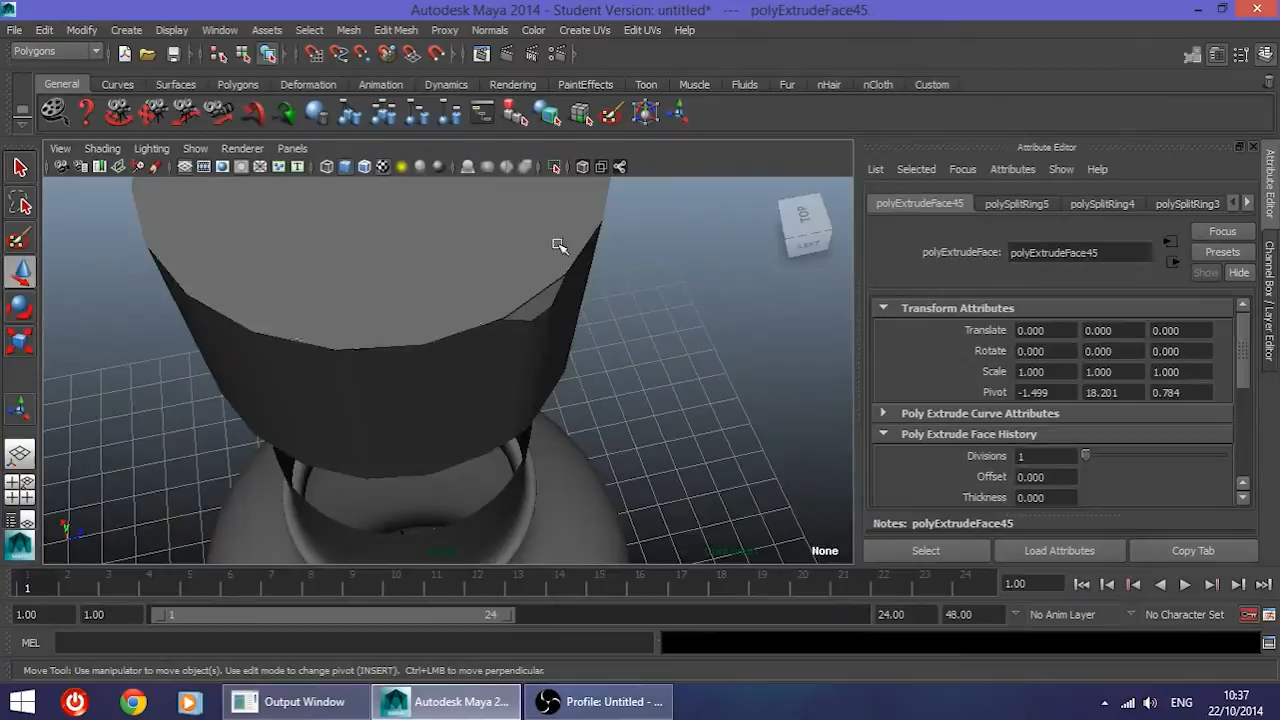 Autodesk Maya 2014 - Student Version: untitled* --- polyExtrudeFace45
File Edit Modify Create Display Window Assets Select Mesh Edit Mesh Proxy Normals Color Create UVs Edit UVs Help
Polygons
General Curves Surfaces Polygons Deformation Animation Dynamics Rendering PaintEffects Toon Muscle Fluids Fur nHair nCloth Custom
View Shading Lighting Show Renderer Panels
Attribute Editor
List Selected Focus Attributes Show Help
polyExtrudeFace45 polySplitRing5 polySplitRing4 polySplitRing3
TOP
LEFT
Focus
polyExtrudeFace: polyExtrudeFace45
Presets
Show Hide
Transform Attributes
Translate 0.000 0.000 0.000
Rotate 0.000 0.000 0.000
Scale 1.000 1.000 1.000
Pivot -1.499 18.201 0.784
Poly Extrude Curve Attributes
Poly Extrude Face History
Divisions 1
Offset 0.000
Thickness 0.000
Notes: polyExtrudeFace45
Select Load Attributes Copy Tab
Attribute Editor
Channel Box / Layer Editor
None
1 2 3 4 5 6 7 8 9 10 11 12 13 14 15 16 17 18 19 20 21 22 23 24
1
1.00
1.00 1.00 1 24 24.00 48.00 No Anim Layer No Character Set
MEL
Move Tool: Use manipulator to move object(s). Use edit mode to change pivot (INSERT). Ctrl+LMB to move perpendicular.
Output Window
Autodesk Maya 2...
Profile: Untitled - ...
ENG
10:37
22/10/2014